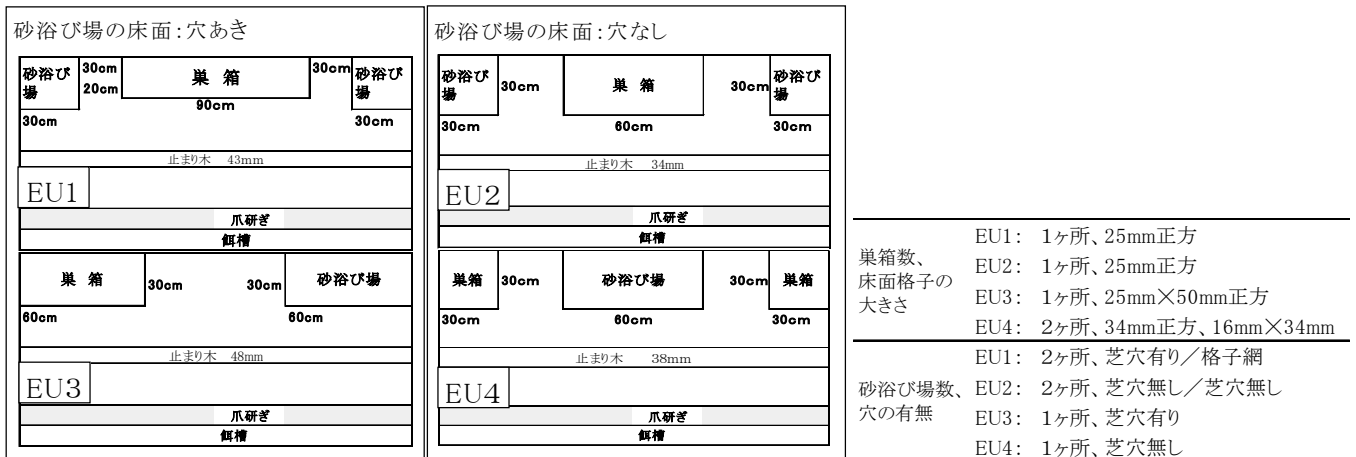 砂浴び場の床面:穴あき
砂浴び場
30cm
20cm
巣 箱
30cm
砂浴び場
90cm
30cm
30cm
止まり木 43mm
EU1
爪研ぎ
餌槽
巣 箱
30cm
30cm
砂浴び場
60cm
60cm
止まり木 48mm
EU3
爪研ぎ
餌槽
砂浴び場の床面:穴なし
砂浴び場
30cm
巣 箱
30cm
砂浴び場
30cm
60cm
30cm
止まり木 34mm
EU2
爪研ぎ
餌槽
巣箱
30cm
砂浴び場
30cm
巣箱
30cm
60cm
30cm
止まり木 38mm
EU4
爪研ぎ
餌槽
巣箱数、
床面格子の
大きさ
EU1: 1ヶ所、25mm正方
EU2: 1ヶ所、25mm正方
EU3: 1ヶ所、25mm×50mm正方
EU4: 2ヶ所、34mm正方、16mm×34mm
砂浴び場数、
穴の有無
EU1: 2ヶ所、芝穴有り/格子網
EU2: 2ヶ所、芝穴無し/芝穴無し
EU3: 1ヶ所、芝穴有り
EU4: 1ヶ所、芝穴無し